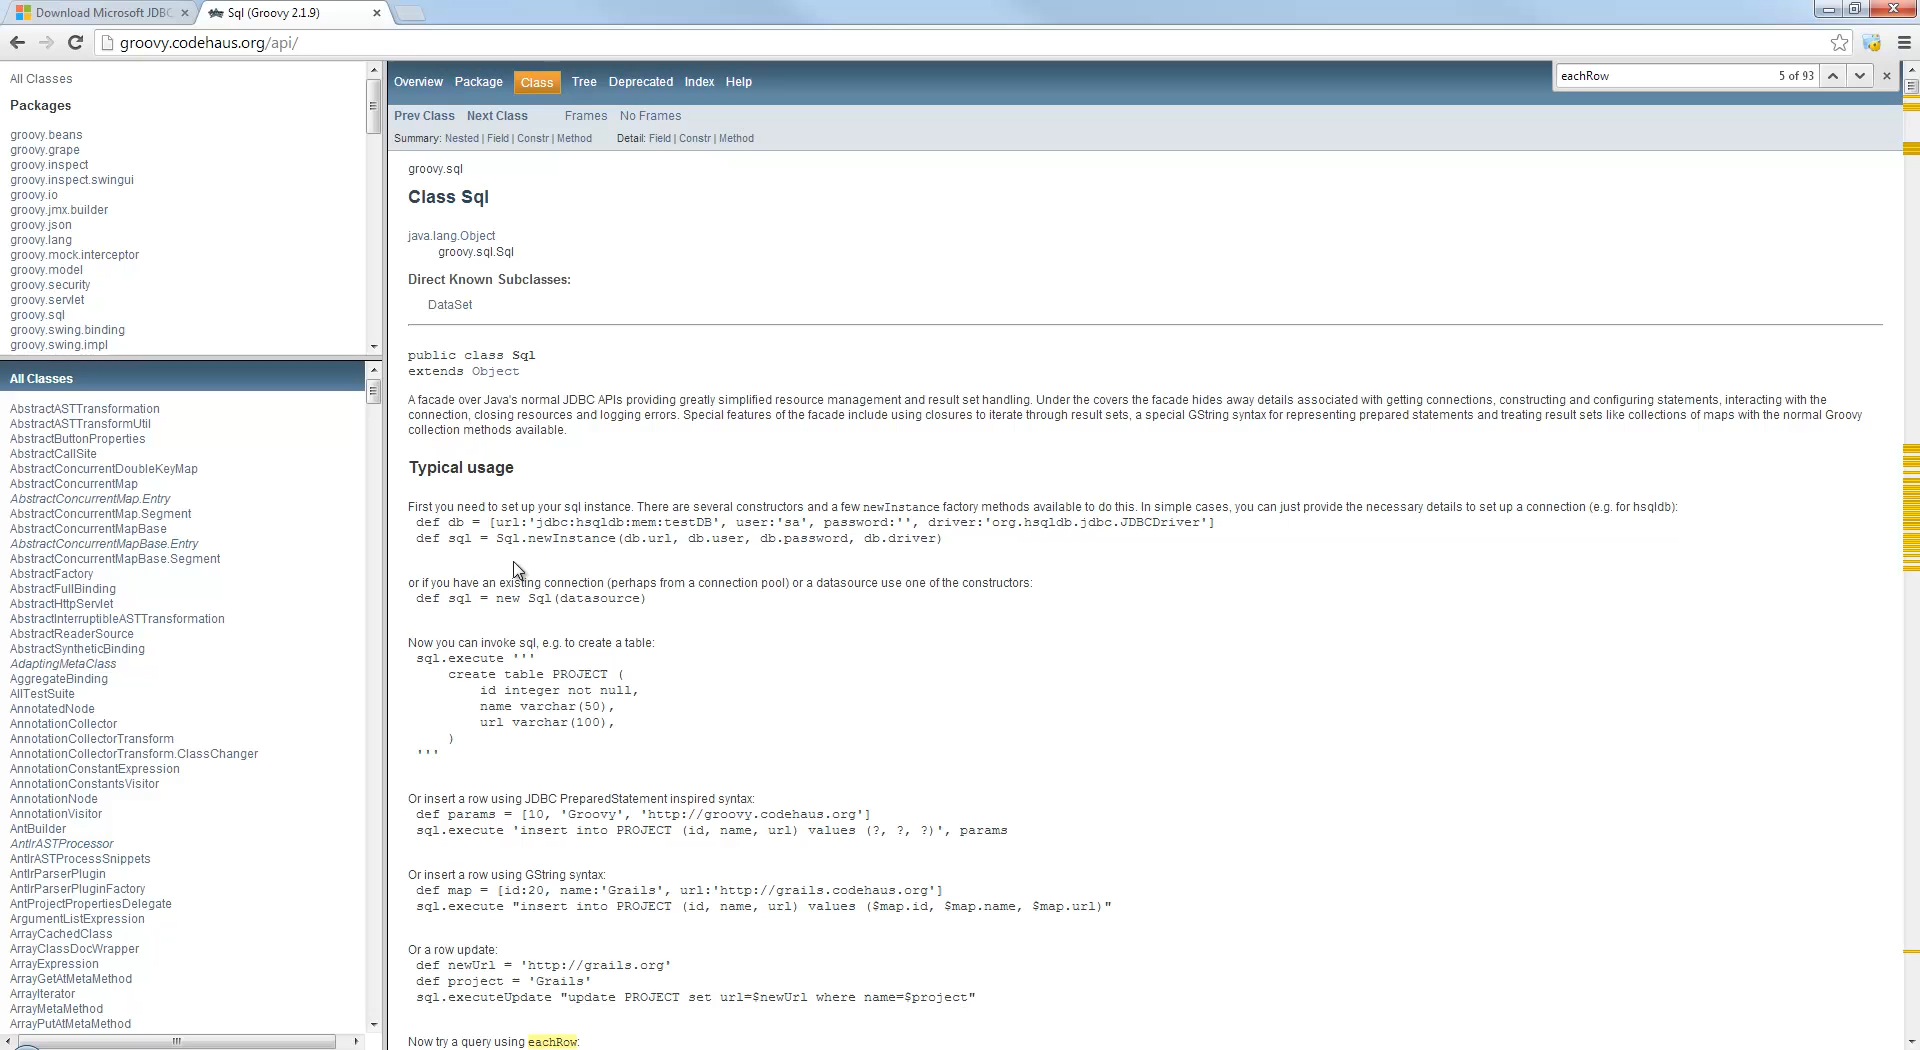 Download Microsoft JDBC
Sql (Groovy 2.1.9)
groovy.codehaus.org/api/
All Classes
Packages
groovy.beans
groovy.grape
groovy.inspect
groovy.inspect.swingui
groovy.io
groovy.jmx.builder
groovy.json
groovy.lang
groovy.mock.interceptor
groovy.model
groovy.security
groovy.servlet
groovy.sql
groovy.swing.binding
groovy.swing.impl
All Classes
AbstractASTTransformation
AbstractASTTransformUtil
AbstractButtonProperties
AbstractCallSite
AbstractConcurrentDoubleKeyMap
AbstractConcurrentMap
AbstractConcurrentMap.Entry
AbstractConcurrentMap.Segment
AbstractConcurrentMapBase
AbstractConcurrentMapBase.Entry
AbstractConcurrentMapBase.Segment
AbstractFactory
AbstractFullBinding
AbstractHttpServlet
AbstractInterruptibleASTTransformation
AbstractReaderSource
AbstractSyntheticBinding
AdaptingMetaClass
AggregateBinding
AllTestSuite
AnnotatedNode
AnnotationCollector
AnnotationCollectorTransform
AnnotationCollectorTransform.ClassChanger
AnnotationConstantExpression
AnnotationConstantsVisitor
AnnotationNode
AnnotationVisitor
AntBuilder
AntlrASTProcessor
AntlrASTProcessSnippets
AntlrParserPlugin
AntlrParserPluginFactory
AntProjectPropertiesDelegate
ArgumentListExpression
ArrayCachedClass
ArrayClassDocWrapper
ArrayExpression
ArrayGetAtMetaMethod
ArrayIterator
ArrayMetaMethod
ArrayPutAtMetaMethod
Overview Package Class Tree Deprecated Index Help
eachRow 5 of 93
Prev Class Next Class Frames No Frames
Summary: Nested | Field | Constr | Method Detail: Field | Constr | Method
groovy.sql
Class Sql
java.lang.Object
groovy.sql.Sql
Direct Known Subclasses:
DataSet
public class Sql
extends Object
A facade over Java's normal JDBC APIs providing greatly simplified resource management and result set handling. Under the covers the facade hides away details associated with getting connections, constructing and configuring statements, interacting with the
connection, closing resources and logging errors. Special features of the facade include using closures to iterate through result sets, a special GString syntax for representing prepared statements and treating result sets like collections of maps with the normal Groovy
collection methods available.
Typical usage
First you need to set up your sql instance. There are several constructors and a few newInstance factory methods available to do this. In simple cases, you can just provide the necessary details to set up a connection (e.g. for hsqldb):
def db = [url:'jdbc:hsqldb:mem:testDB', user:'sa', password:'', driver:'org.hsqldb.jdbc.JDBCDriver']
def sql = Sql.newInstance(db.url, db.user, db.password, db.driver)
or if you have an existing connection (perhaps from a connection pool) or a datasource use one of the constructors:
def sql = new Sql(datasource)
Now you can invoke sql, e.g. to create a table:
sql.execute '''
create table PROJECT (
id integer not null,
name varchar(50),
url varchar(100),
)
'''
Or insert a row using JDBC PreparedStatement inspired syntax:
def params = [10, 'Groovy', 'http://groovy.codehaus.org']
sql.execute 'insert into PROJECT (id, name, url) values (?, ?, ?)', params
Or insert a row using GString syntax:
def map = [id:20, name:'Grails', url:'http://grails.codehaus.org']
sql.execute "insert into PROJECT (id, name, url) values ($map.id, $map.name, $map.url)"
Or a row update:
def newUrl = 'http://grails.org'
def project = 'Grails'
sql.executeUpdate "update PROJECT set url=$newUrl where name=$project"
Now try a query using eachRow: